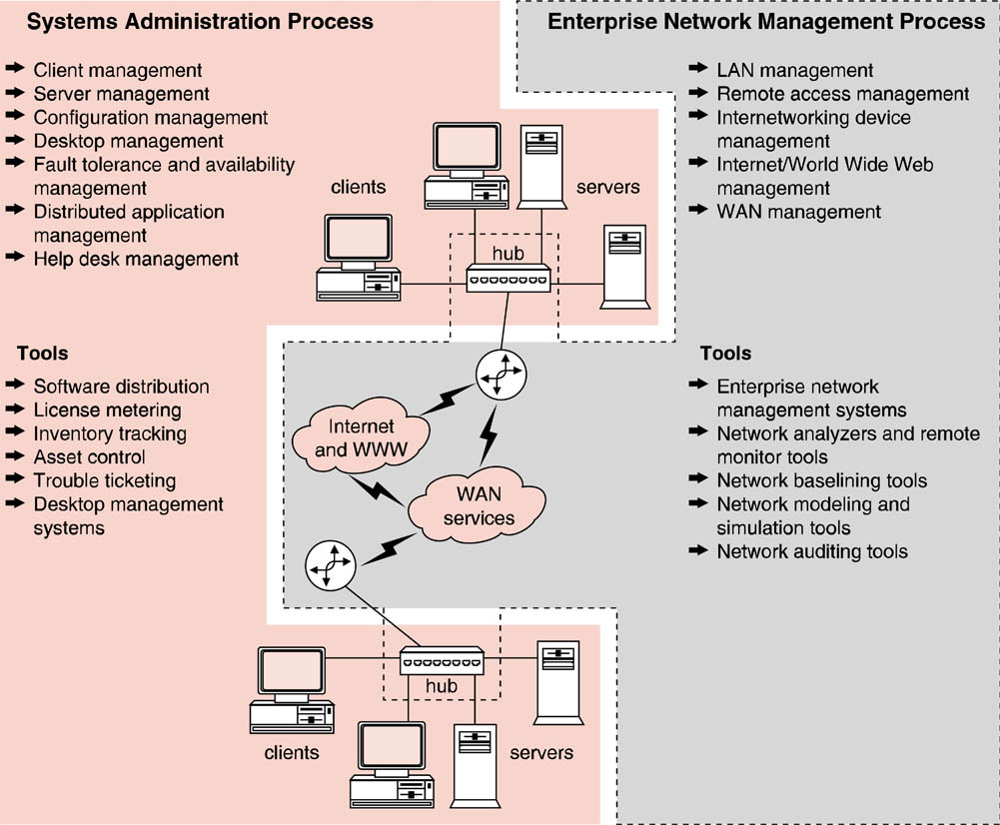 Systems Administration Process
Client management
Server management
Configuration management
Desktop management
Fault tolerance and availability
management
Distributed application
management
Help desk management
Tools
Software distribution
License metering
Inventory tracking
Asset control
Trouble ticketing
Desktop management
systems
clients
servers
hub
Internet
and WWW
WAN
services
hub
clients
servers
Enterprise Network Management Process
LAN management
Remote access management
Internetworking device
management
Internet/World Wide Web
management
WAN management
Tools
Enterprise network
management systems
Network analyzers and remote
monitor tools
Network baselining tools
Network modeling and
simulation tools
Network auditing tools